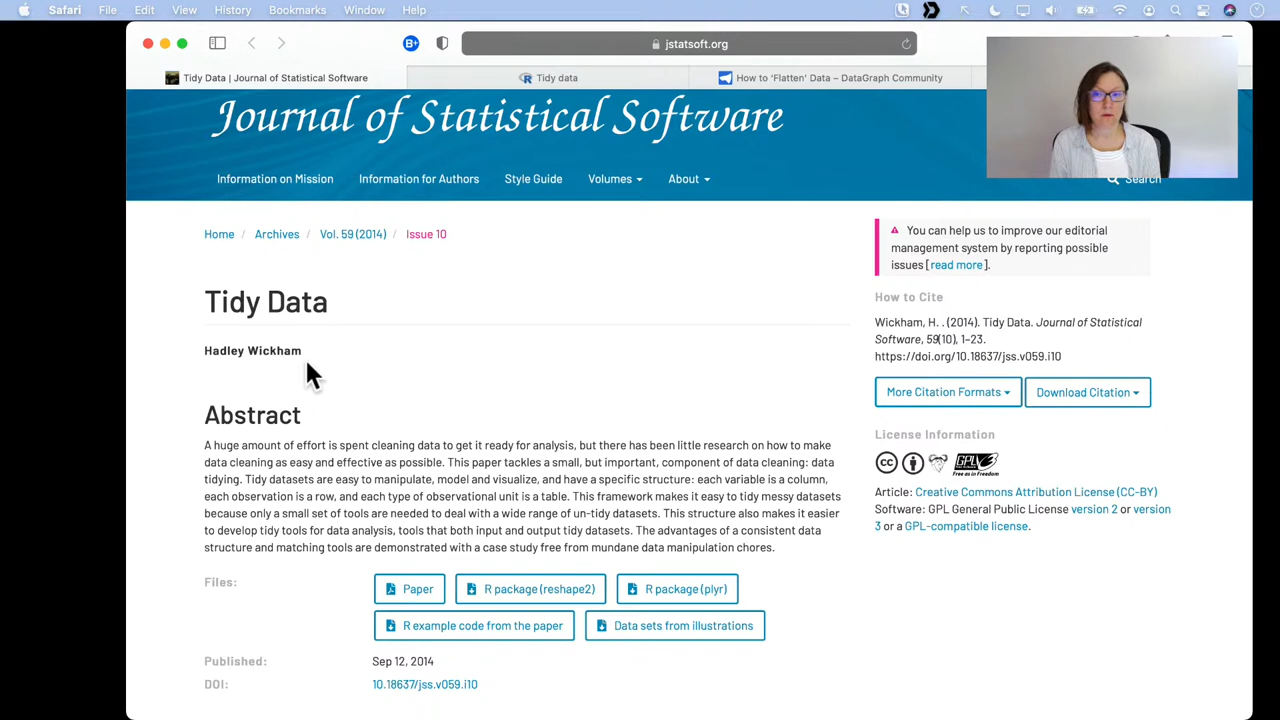 Safari File Edit View History Bookmarks Window Help
jstatsoft.org
Tidy Data | Journal of Statistical Software
Tidy data
How to 'Flatten' Data – DataGraph Community
Journal of Statistical Software
Information on Mission Information for Authors Style Guide Volumes About Search
Home / Archives / Vol. 59 (2014) / Issue 10
Tidy Data
Hadley Wickham
Abstract
A huge amount of effort is spent cleaning data to get it ready for analysis, but there has been little research on how to make
data cleaning as easy and effective as possible. This paper tackles a small, but important, component of data cleaning: data
tidying. Tidy datasets are easy to manipulate, model and visualize, and have a specific structure: each variable is a column,
each observation is a row, and each type of observational unit is a table. This framework makes it easy to tidy messy datasets
because only a small set of tools are needed to deal with a wide range of un-tidy datasets. This structure also makes it easier
to develop tidy tools for data analysis, tools that both input and output tidy datasets. The advantages of a consistent data
structure and matching tools are demonstrated with a case study free from mundane data manipulation chores.
Files: Paper R package (reshape2) R package (plyr)
R example code from the paper Data sets from illustrations
Published: Sep 12, 2014
DOI: 10.18637/jss.v059.i10
You can help us to improve our editorial
management system by reporting possible
issues [read more].
How to Cite
Wickham, H. . (2014). Tidy Data. Journal of Statistical
Software, 59(10), 1–23.
https://doi.org/10.18637/jss.v059.i10
More Citation Formats Download Citation
License Information
Article: Creative Commons Attribution License (CC-BY)
Software: GPL General Public License version 2 or version
3 or a GPL-compatible license.